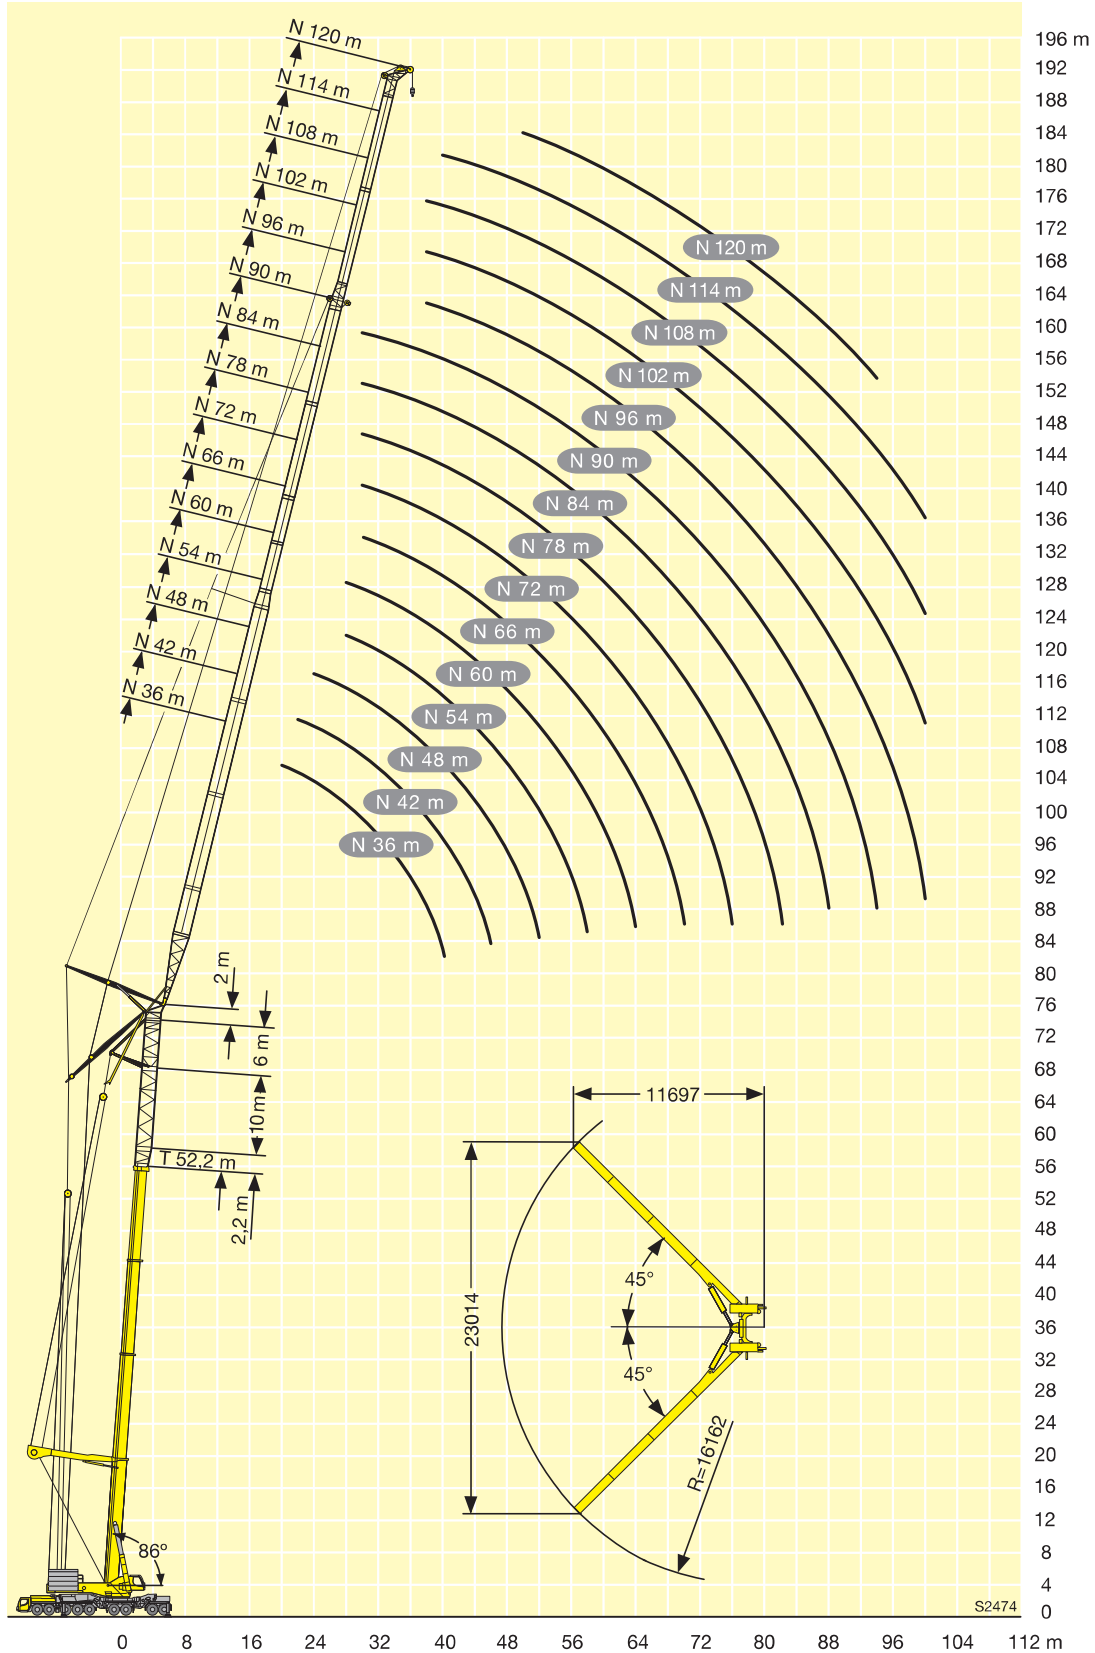 N 120 m
N 114 m
N 108 m
N 102 m
N 96 m
N 90 m
N 84 m
N 78 m
N 72 m
N 66 m
N 60 m
N 54 m
N 48 m
N 42 m
N 36 m
N 120 m
N 114 m
N 108 m
N 102 m
N 96 m
N 90 m
N 84 m
N 78 m
N 72 m
N 66 m
N 60 m
N 54 m
N 48 m
N 42 m
N 36 m
2 m
6 m
10 m
T 52,2 m
2,2 m
86°
11697
23014
45°
45°
R=16162
S2474
196 m
192
188
184
180
176
172
168
164
160
156
152
148
144
140
136
132
128
124
120
116
112
108
104
100
96
92
88
84
80
76
72
68
64
60
56
52
48
44
40
36
32
28
24
20
16
12
8
4
0
0 8 16 24 32 40 48 56 64 72 80 88 96 104 112 m